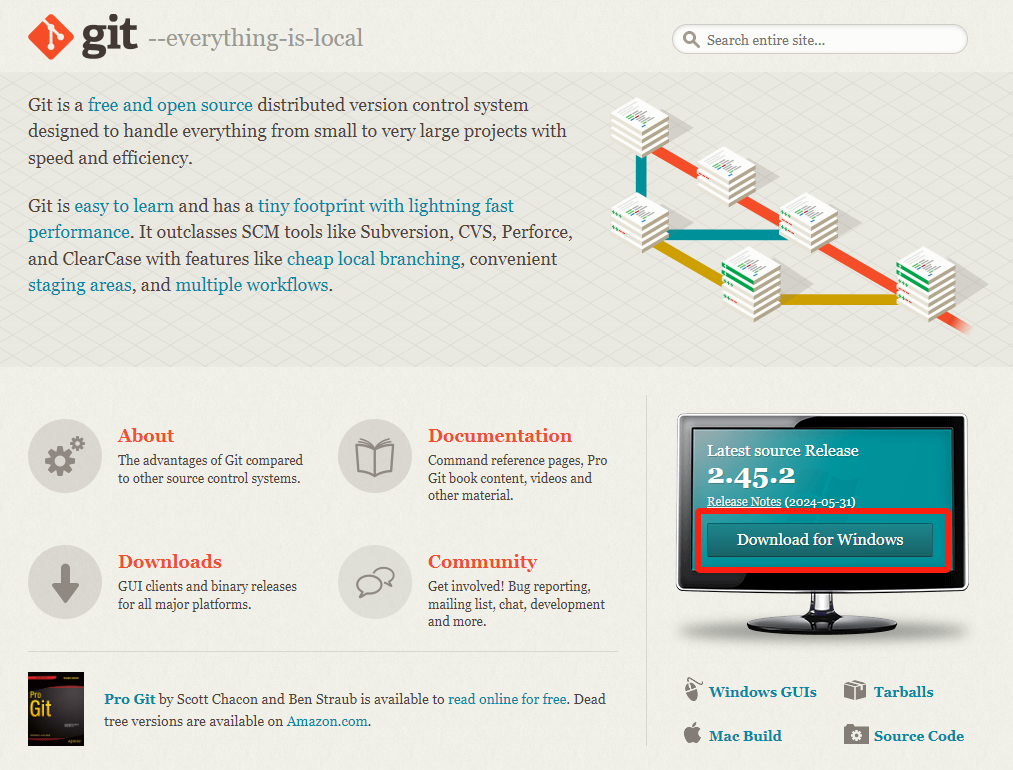 git --everything-is-local
Search entire site...
Git is a free and open source distributed version control system
designed to handle everything from small to very large projects with
speed and efficiency.
Git is easy to learn and has a tiny footprint with lightning fast
performance. It outclasses SCM tools like Subversion, CVS, Perforce,
and ClearCase with features like cheap local branching, convenient
staging areas, and multiple workflows.
About
The advantages of Git compared
to other source control systems.
Documentation
Command reference pages, Pro
Git book content, videos and
other material.
Downloads
GUI clients and binary releases
for all major platforms.
Community
Get involved! Bug reporting,
mailing list, chat, development
and more.
Pro
Git
Pro Git by Scott Chacon and Ben Straub is available to read online for free. Dead
tree versions are available on Amazon.com.
Latest source Release
2.45.2
Release Notes (2024-05-31)
Download for Windows
Windows GUIs
Tarballs
Mac Build
Source Code